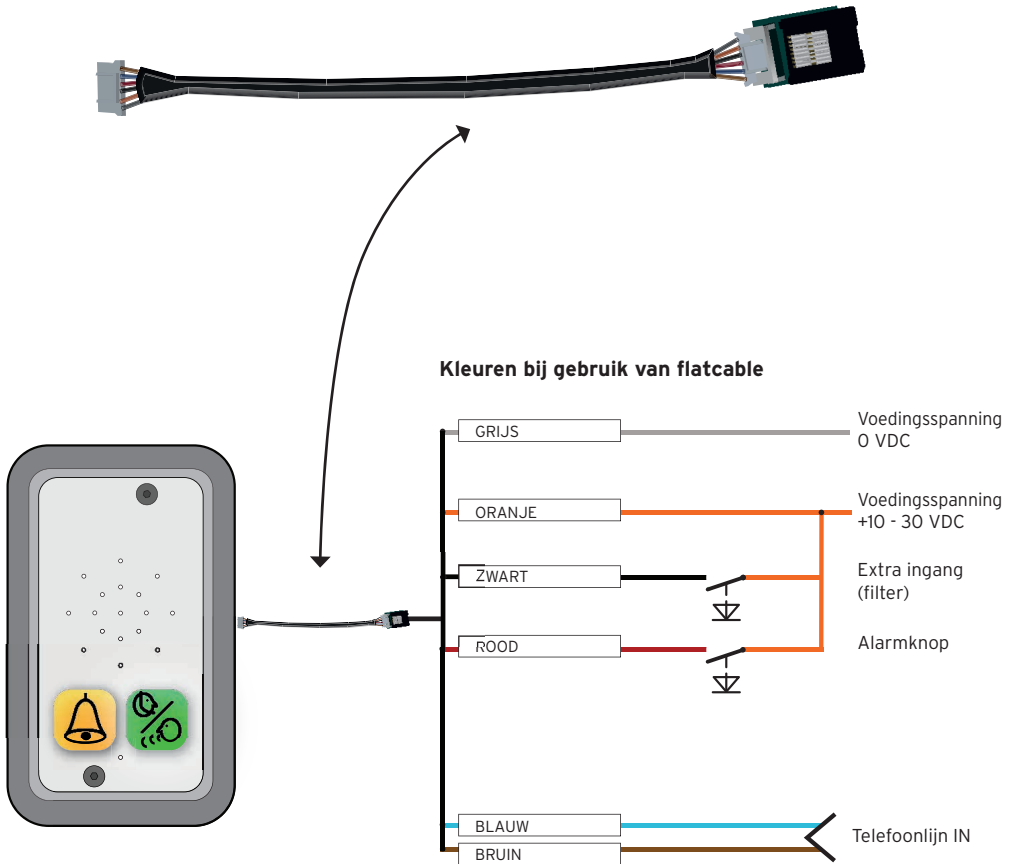 Kleuren bij gebruik van flatcable
GRIJS
Voedingsspanning
0 VDC
ORANJE
Voedingsspanning
+10 - 30 VDC
ZWART
Extra ingang
(filter)
ROOD
Alarmknop
BLAUW
Telefoonlijn IN
BRUIN